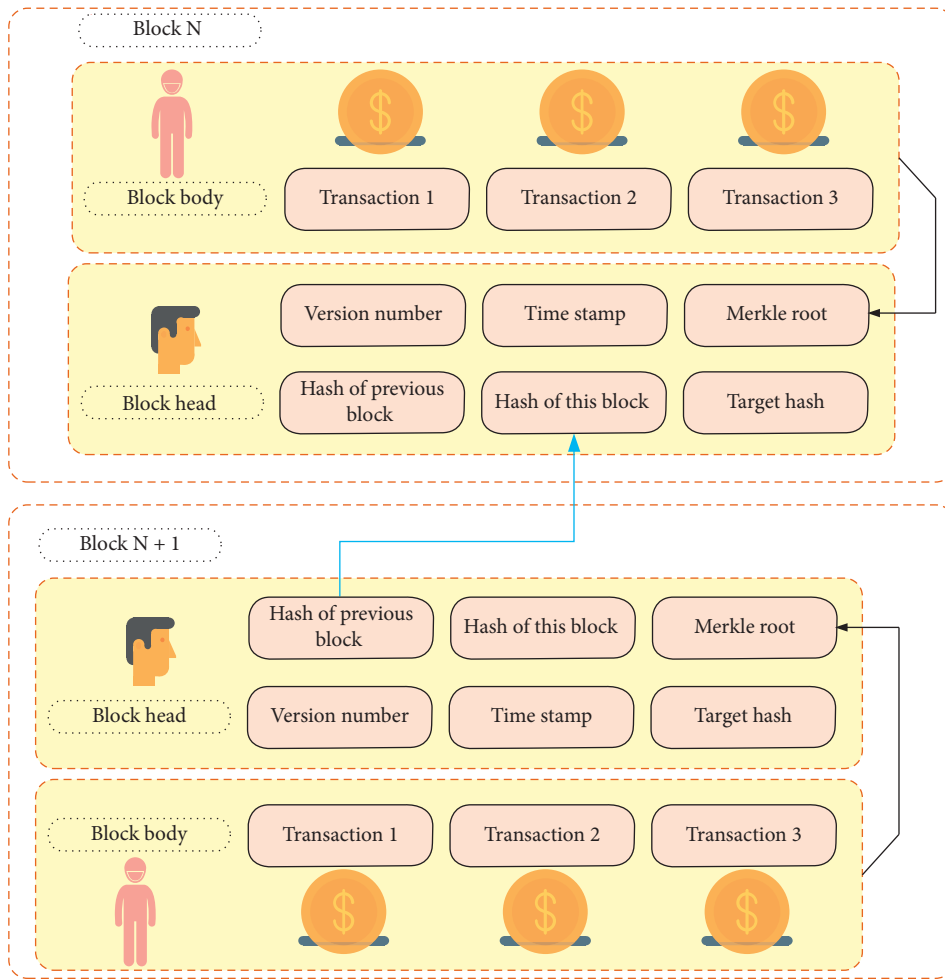 Block N
$ $ $
Block body
Transaction 1
Transaction 2
Transaction 3
Version number
Time stamp
Merkle root
Block head
Hash of previous
block
Hash of this block
Target hash
Block N + 1
Hash of previous
block
Hash of this block
Merkle root
Block head
Version number
Time stamp
Target hash
Block body
Transaction 1
Transaction 2
Transaction 3
$ $ $